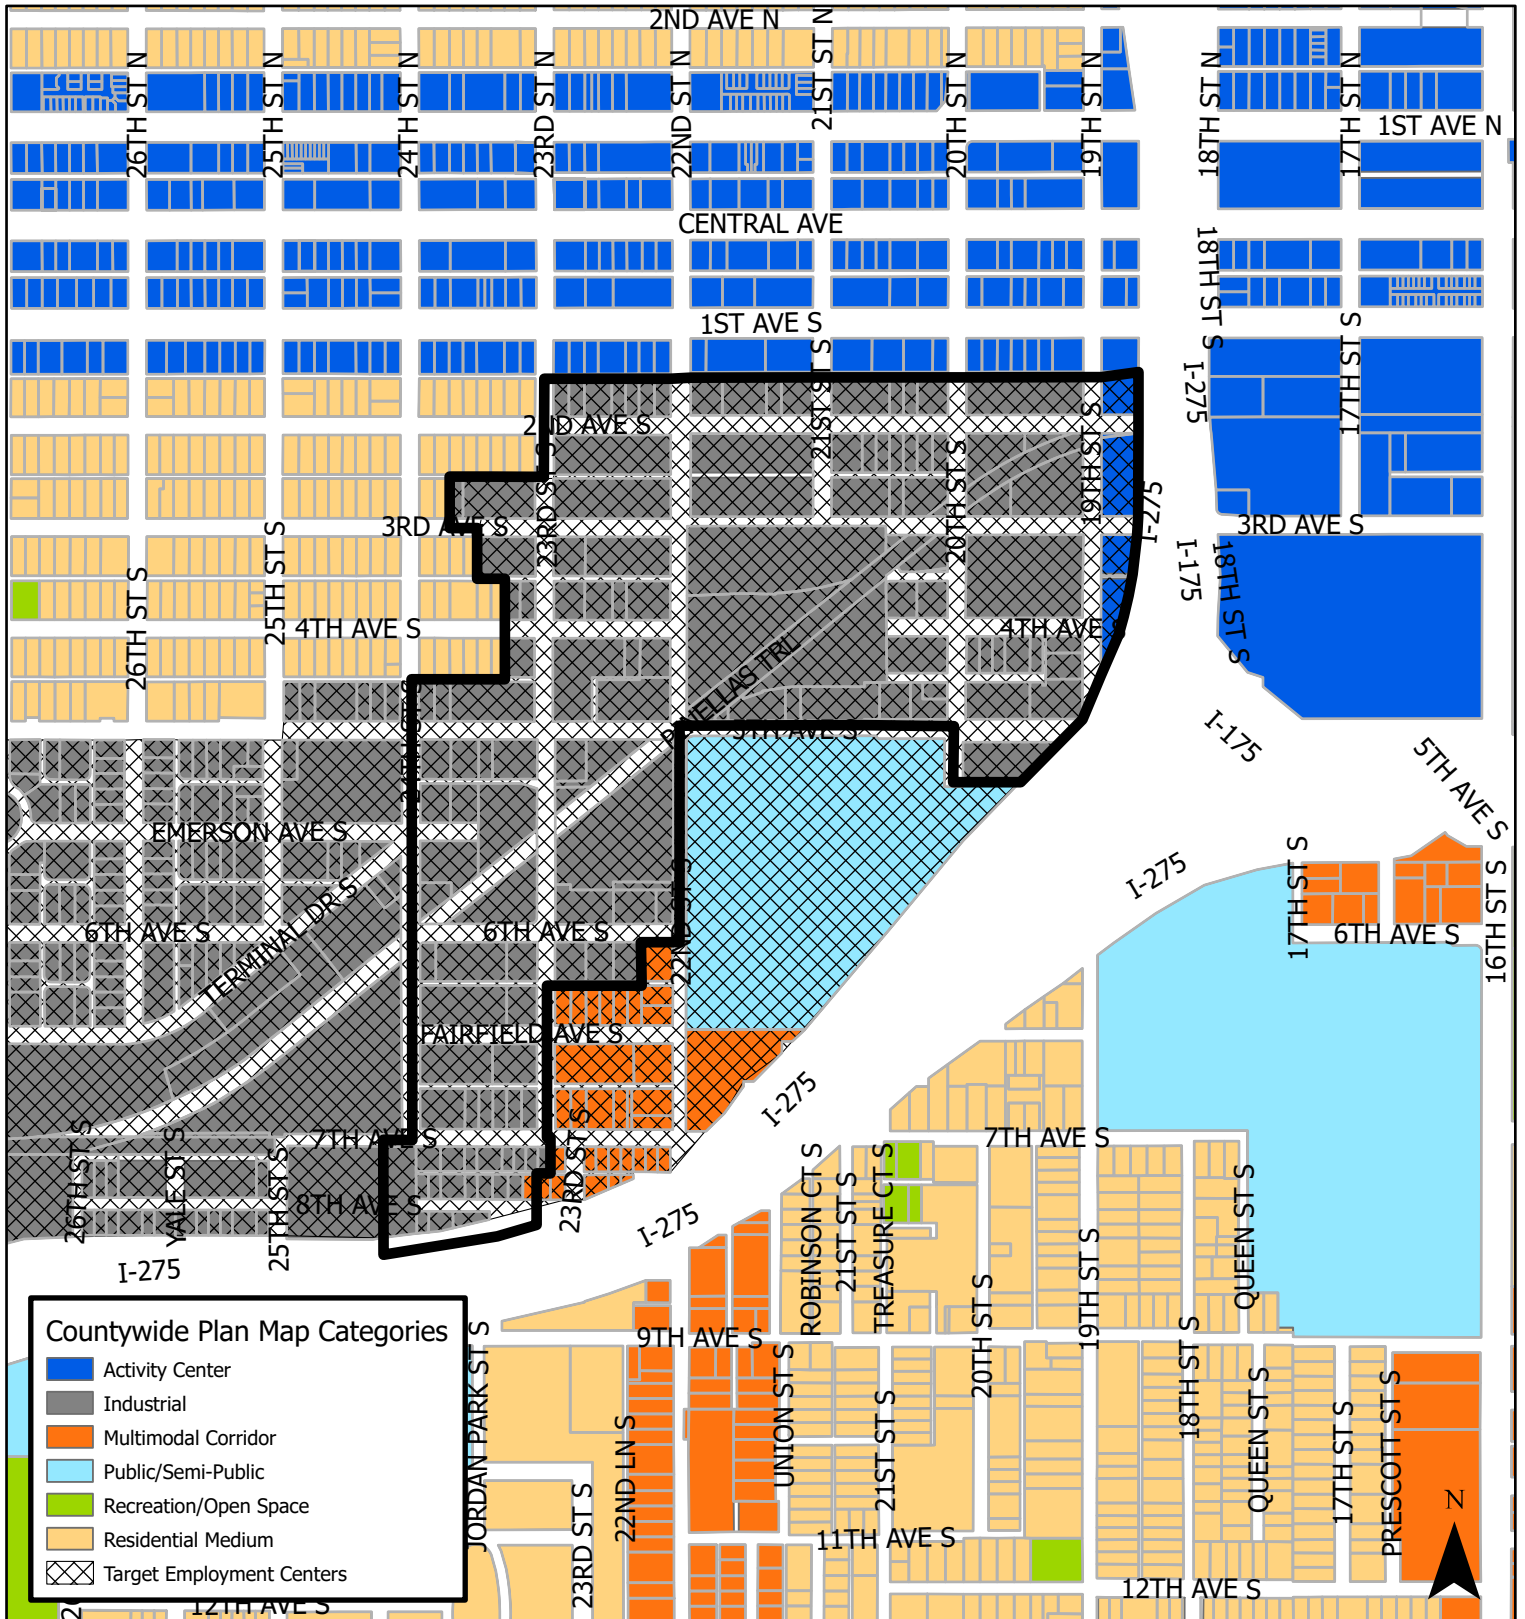 2ND AVE N
26TH ST N
25TH ST N
24TH ST N
23RD ST N
22ND ST N
21ST ST N
20TH ST N
19TH ST N
18TH ST N
17TH ST N
1ST AVE N
CENTRAL AVE
18TH ST S
1ST AVE S
21ST ST S
I-275
17TH ST S
2ND AVE S
19TH ST S
20TH ST S
23RD ST S
3RD AVE S
I-275
3RD AVE S
25TH ST S
26TH ST S
I-175
18TH ST S
4TH AVE S
4TH AVE S
PINELLAS TRL
24TH ST S
5TH AVE S
I-175
5TH AVE S
EMERSON AVE S
22ND ST S
I-275
17TH ST S
16TH ST S
6TH AVE S
6TH AVE S
6TH AVE S
TERMINAL DR S
FAIRFIELD AVE S
I-275
7TH AVE S
7TH AVE S
26TH ST S
YALE ST S
25TH ST S
23RD ST S
8TH AVE S
I-275
I-275
ROBINSON CT S
21ST ST S
TREASURE CT S
QUEEN ST S
20TH ST S
19TH ST S
18TH ST S
9TH AVE S
JORDAN PARK ST S
22ND LN S
23RD ST S
UNION ST S
21ST ST S
QUEEN ST S
17TH ST S
PRESCOTT ST S
11TH AVE S
12TH AVE S
12TH AVE S
N
Countywide Plan Map Categories
Activity Center
Industrial
Multimodal Corridor
Public/Semi-Public
Recreation/Open Space
Residential Medium
Target Employment Centers